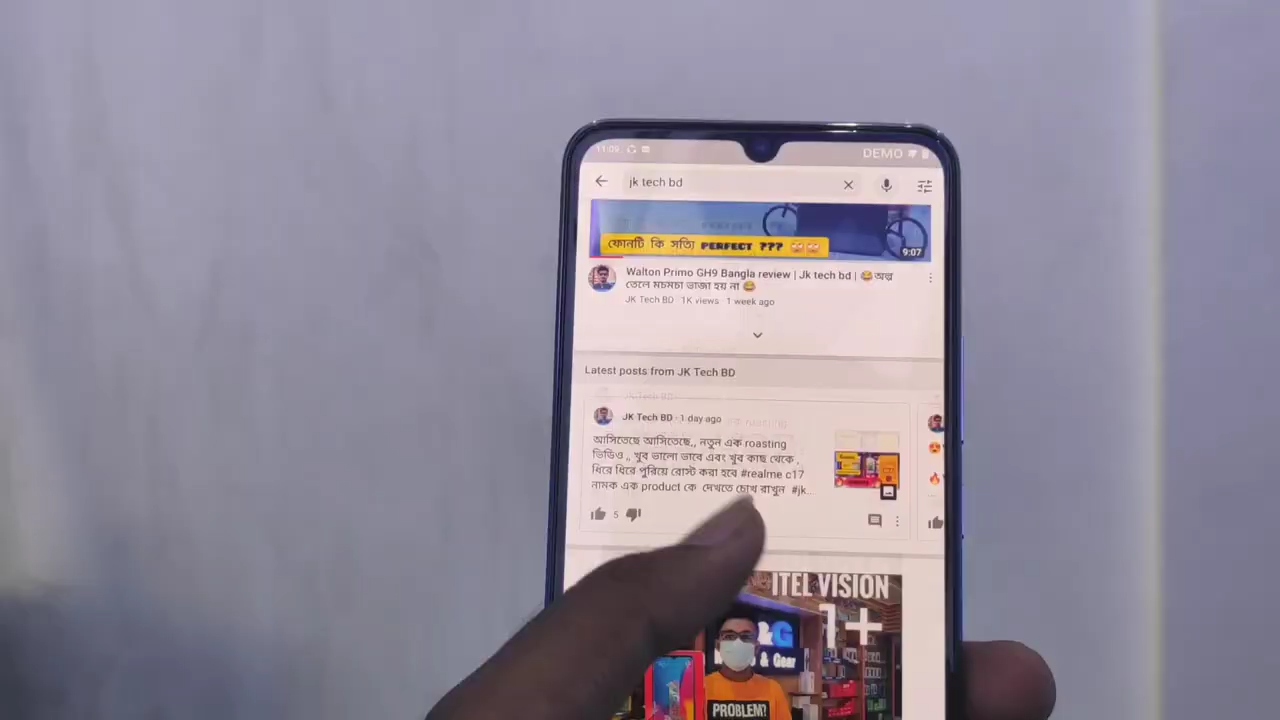 11:09
DEMO
jk tech bd
ফোনটি কি সত্যি PERFECT ???
9:07
Walton Primo GH9 Bangla review | Jk tech bd | 😂অল্প
তেলে মচমচা ভাজা হয় না 😂
JK Tech BD · 1K views · 1 week ago
Latest posts from JK Tech BD
JK Tech BD · 1 day ago
আসিতেছে আসিতেছে,, নতুন এক roasting
ভিডিও ,, খুব ভালো ভাবে এবং খুব কাছ থেকে ,
ধিরে ধিরে পুরিয়ে রোস্ট করা হবে #realme c17
নামক এক product কে দেখতে চোখ রাখুন #jk...
5
ITEL VISION
1+
&G
& Gear
PROBLEM?